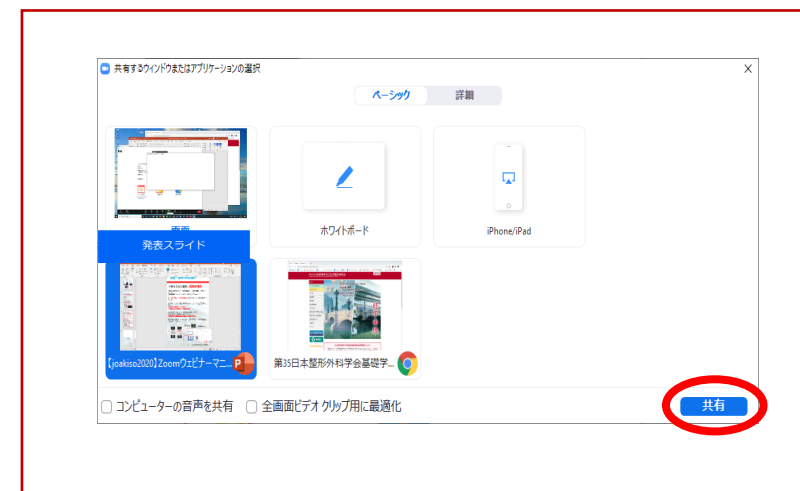 共有するウィンドウまたはアプリケーションの選択
X
ベーシック
詳細
画面
ホワイトボード
iPhone/iPad
発表スライド
【joakiso2020】Zoomウェビナーマニ...
第35日本整形外科学会基礎学...
コンピューターの音声を共有
全画面ビデオ クリップ用に最適化
共有